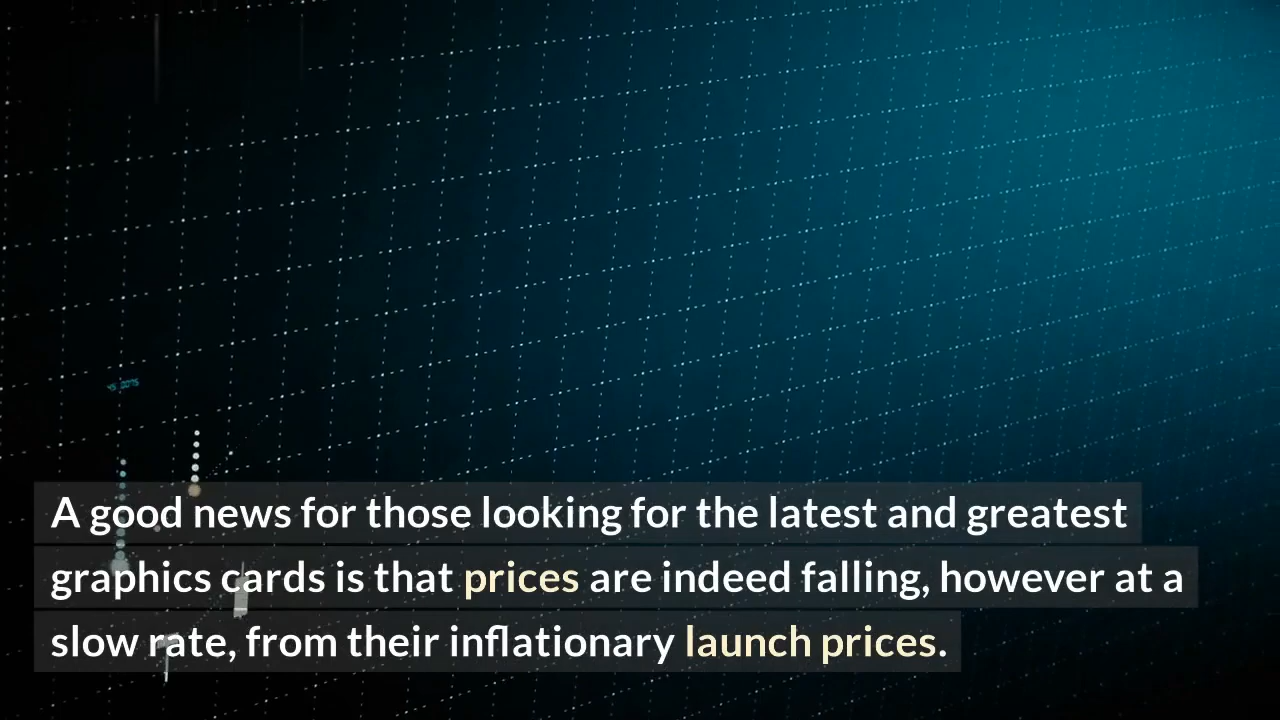 A good news for those looking for the latest and greatest
graphics cards is that prices are indeed falling, however at a
slow rate, from their inflationary launch prices.